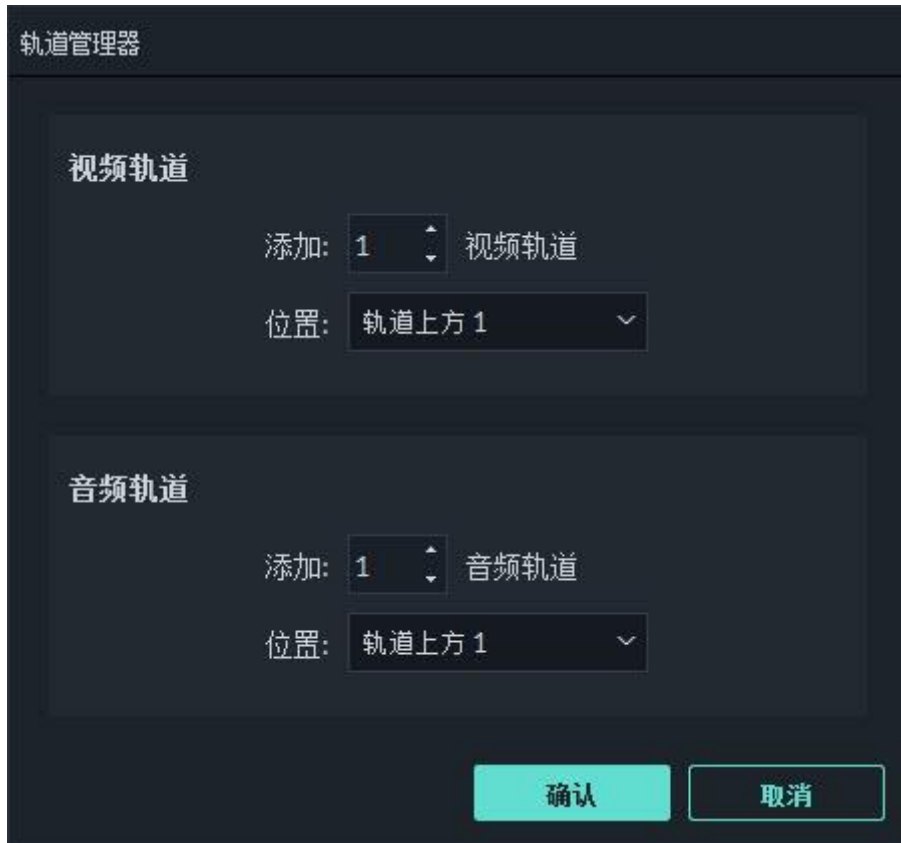 轨道管理器
视频轨道
添加: 1 视频轨道
位置: 轨道上方 1
音频轨道
添加: 1 音频轨道
位置: 轨道上方 1
确认 取消